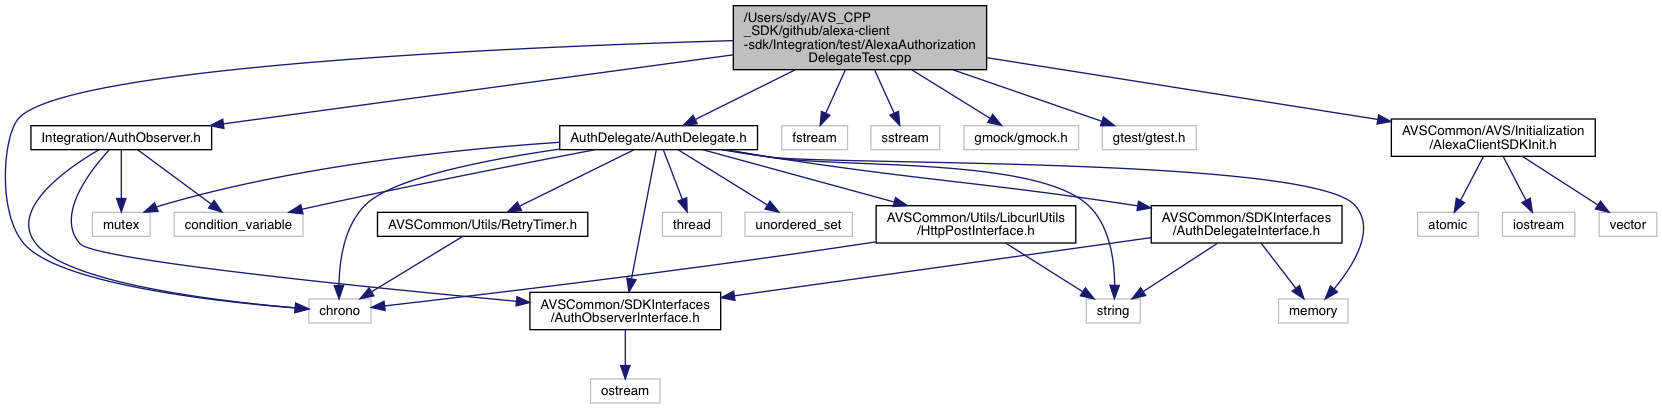 /Users/sdy/AVS_CPP
_SDK/github/alexa-client
-sdk/Integration/test/AlexaAuthorization
DelegateTest.cpp
Integration/AuthObserver.h
AuthDelegate/AuthDelegate.h
fstream
sstream
gmock/gmock.h
gtest/gtest.h
AVSCommon/AVS/Initialization
/AlexaClientSDKInit.h
mutex
condition_variable
AVSCommon/Utils/RetryTimer.h
thread
unordered_set
AVSCommon/Utils/LibcurlUtils
/HttpPostInterface.h
AVSCommon/SDKInterfaces
/AuthDelegateInterface.h
atomic
iostream
vector
chrono
AVSCommon/SDKInterfaces
/AuthObserverInterface.h
string
memory
ostream